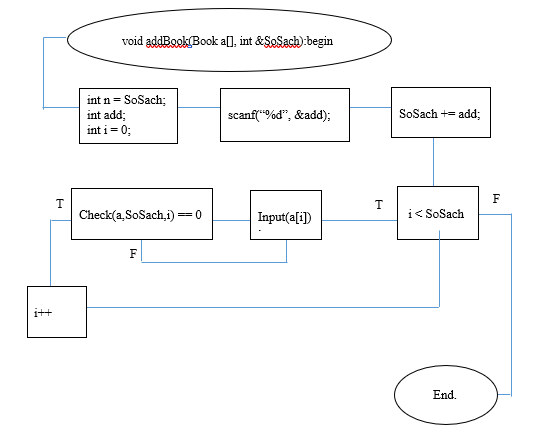 void addBook(Book a[], int &SoSach):begin
int n = SoSach;
int add;
int i = 0;
scanf(“%d”, &add);
SoSach += add;
T
Check(a,SoSach,i) == 0
Input(a[i])
.
T
i < SoSach
F
F
i++
End.